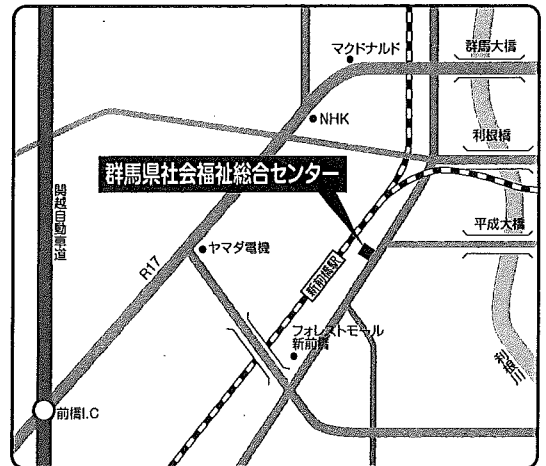 マクドナルド
群馬大橋
NHK
利根橋
群馬県社会福祉総合センター
関越自動車道
平成大橋
R17
ヤマダ電機
新前橋駅
フォレストモール
新前橋
利根川
前橋I.C